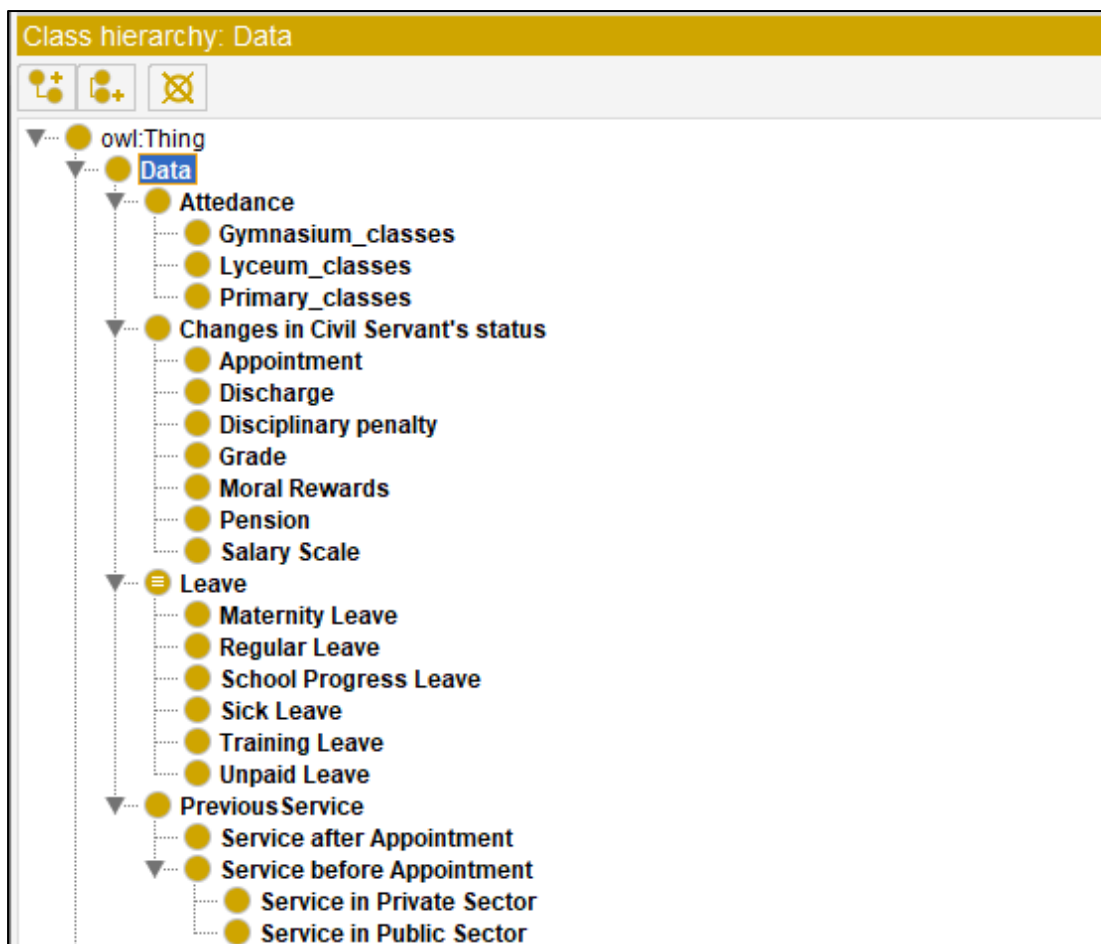 Class hierarchy: Data
owl:Thing
Data
Attedance
Gymnasium_classes
Lyceum_classes
Primary_classes
Changes in Civil Servant's status
Appointment
Discharge
Disciplinary penalty
Grade
Moral Rewards
Pension
Salary Scale
Leave
Maternity Leave
Regular Leave
School Progress Leave
Sick Leave
Training Leave
Unpaid Leave
PreviousService
Service after Appointment
Service before Appointment
Service in Private Sector
Service in Public Sector